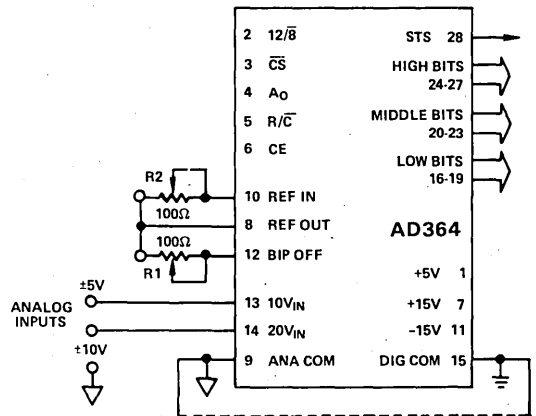 2 12/8
STS 28
3 CS
HIGH BITS
24-27
4 AO
5 R/C
MIDDLE BITS
20-23
6 CE
LOW BITS
16-19
R2
100Ω
10 REF IN
8 REF OUT
AD364
100Ω
12 BIP OFF
R1
+5V 1
±5V
ANALOG
INPUTS
13 10VIN
+15V 7
14 20VIN
-15V 11
±10V
9 ANA COM
DIG COM 15